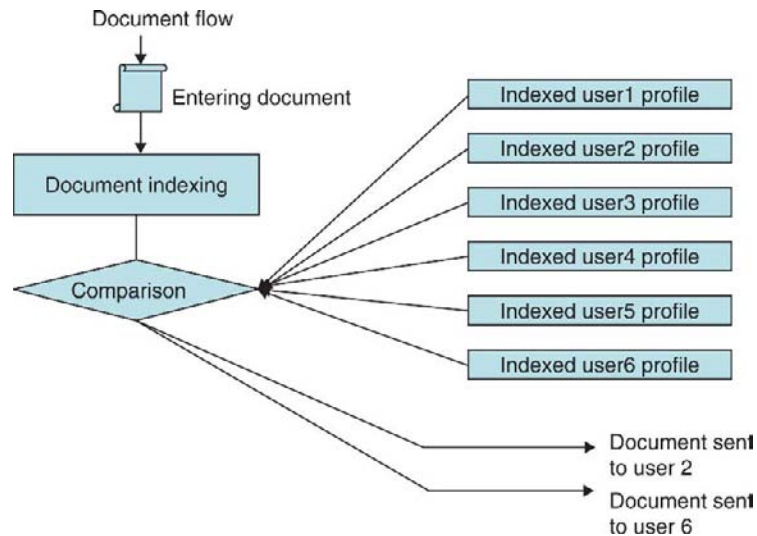 Document flow
Entering document
Document indexing
Comparison
Indexed user1 profile
Indexed user2 profile
Indexed user3 profile
Indexed user4 profile
Indexed user5 profile
Indexed user6 profile
Document sent
to user 2
Document sent
to user 6